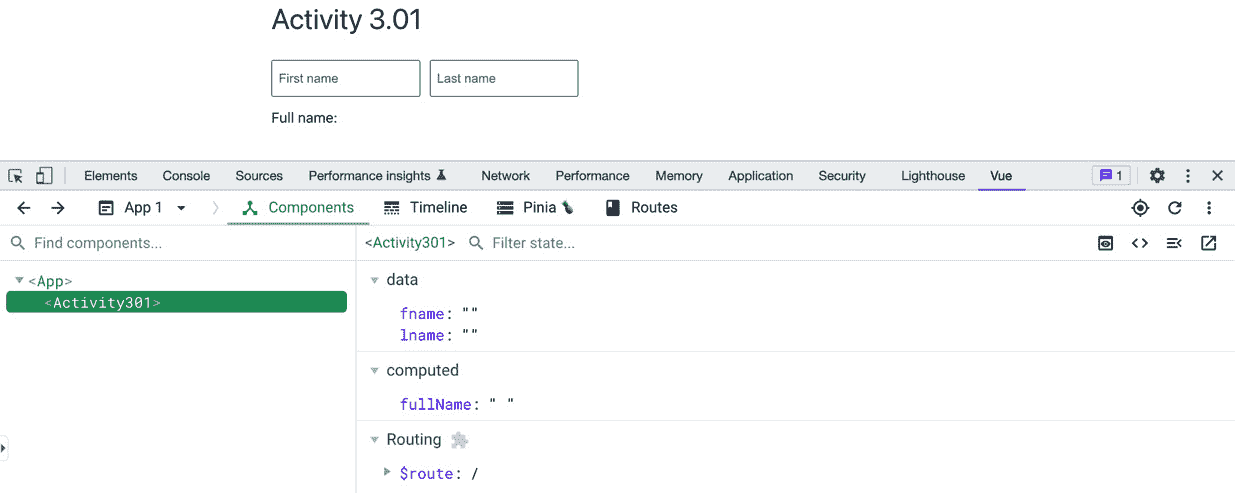 Activity 3.01
First name Last name
Full name:
Elements Console Sources Performance insights Network Performance Memory Application Security Lighthouse Vue 1
App 1 Components Timeline Pinia Routes
Find components... <Activity301> Filter state...
<App>
<Activity301>
data
fname: ""
lname: ""
computed
fullName: " "
Routing
$route: /